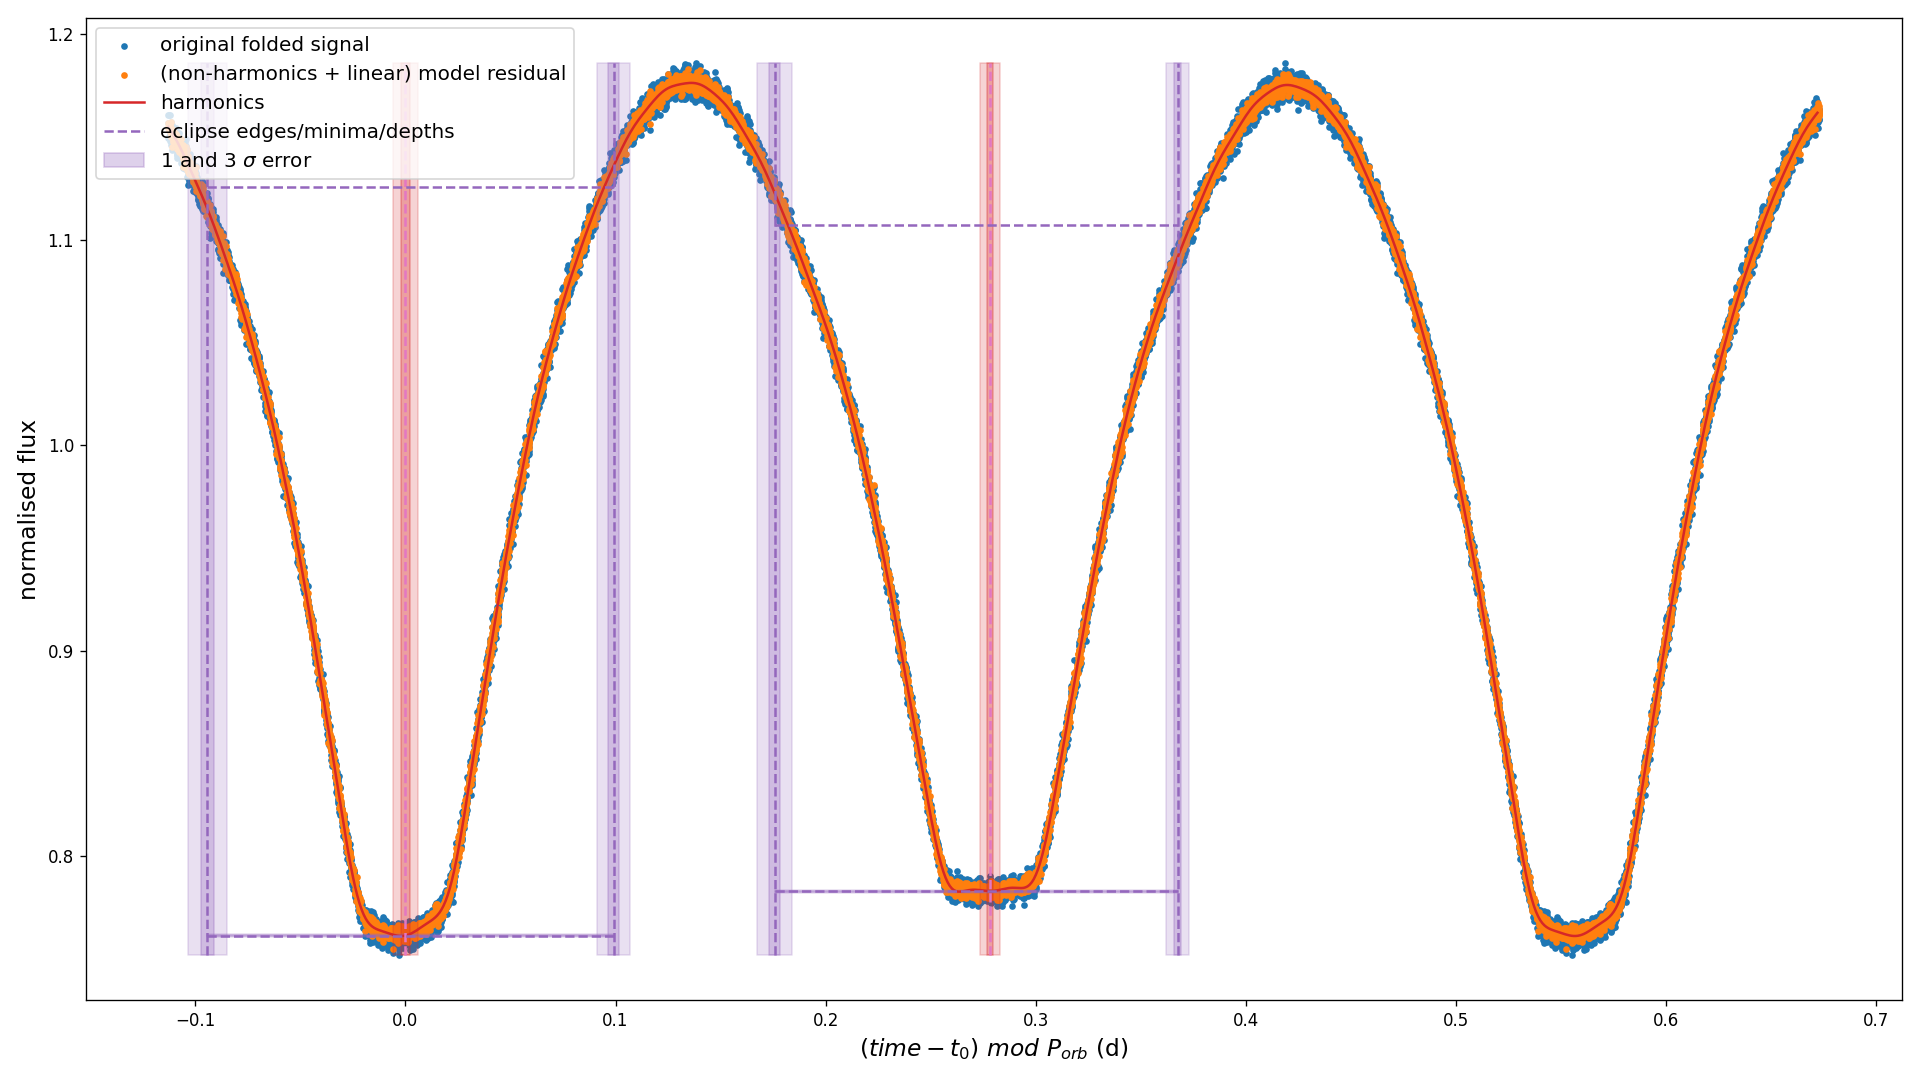 original folded signal
(non-harmonics + linear) model residual
harmonics
eclipse edges/minima/depths
1 and 3 σ error
normalised flux
1.2
1.1
1.0
0.9
0.8
−0.1 0.0 0.1 0.2 0.3 0.4 0.5 0.6 0.7
(time − t₀) mod P_orb (d)